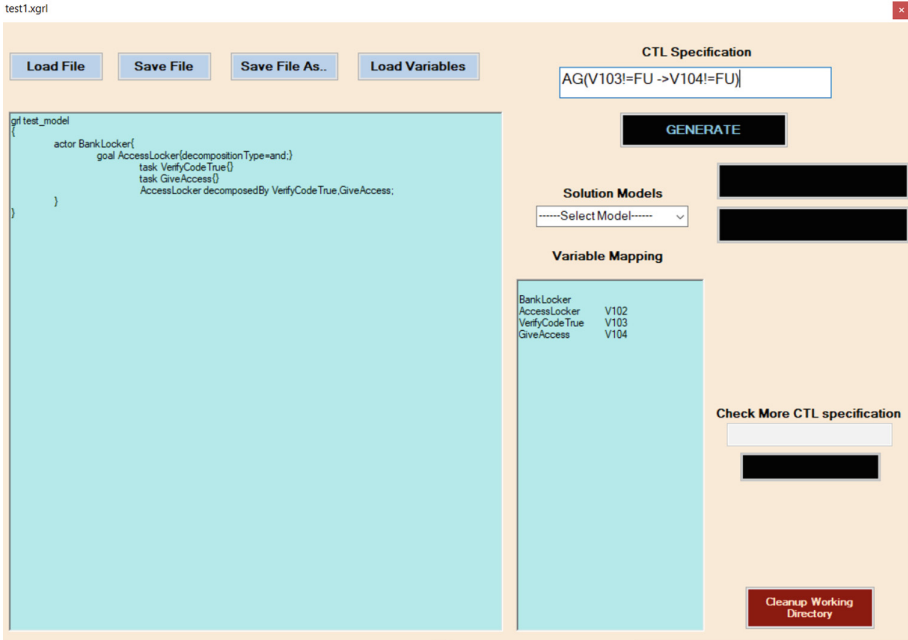 test1.xgrl
Load File
Save File
Save File As..
Load Variables
CTL Specification
AG(V103!=FU ->V104!=FU)
GENERATE
grl test_model
{
actor BankLocker{
goal AccessLocker{decompositionType=and;}
task VerifyCodeTrue{}
task GiveAccess{}
AccessLocker decomposedBy VerifyCodeTrue,GiveAccess;
}
}
Solution Models
------Select Model------
Variable Mapping
BankLocker
AccessLocker V102
VerifyCodeTrue V103
GiveAccess V104
Check More CTL specification
Cleanup Working
Directory